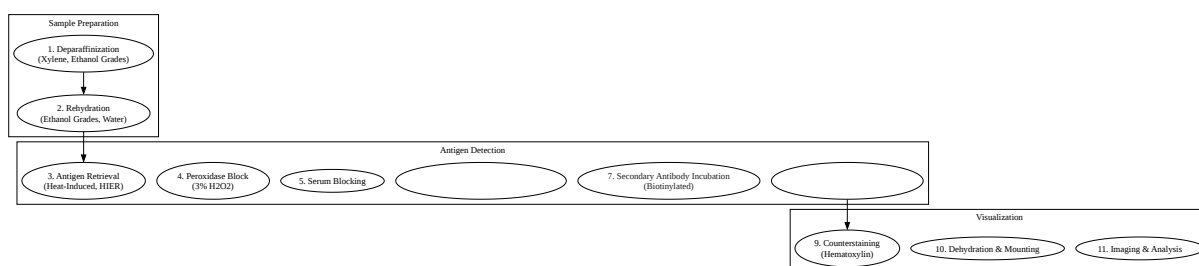 Sample Preparation
1. Deparaffinization
(Xylene, Ethanol Grades)
2. Rehydration
(Ethanol Grades, Water)
Antigen Detection
3. Antigen Retrieval
(Heat-Induced, HIER)
4. Peroxidase Block
(3% H2O2)
5. Serum Blocking
7. Secondary Antibody Incubation
(Biotinylated)
Visualization
9. Counterstaining
(Hematoxylin)
10. Dehydration & Mounting
11. Imaging & Analysis